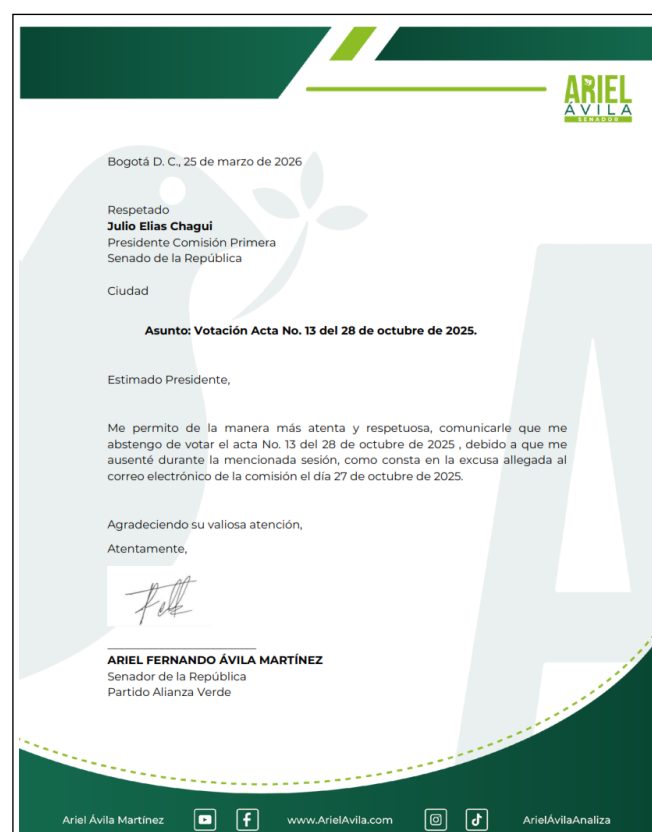 ARIEL
ÁVILA
SENADOR
Bogotá D. C., 25 de marzo de 2026
Respetado
Julio Elias Chagui
Presidente Comisión Primera
Senado de la República
Ciudad
Asunto: Votación Acta No. 13 del 28 de octubre de 2025.
Estimado Presidente,
Me permito de la manera más atenta y respetuosa, comunicarle que me
abstengo de votar el acta No. 13 del 28 de octubre de 2025 , debido a que me
ausenté durante la mencionada sesión, como consta en la excusa allegada al
correo electrónico de la comisión el día 27 de octubre de 2025.
Agradeciendo su valiosa atención,
Atentamente,
ARIEL FERNANDO ÁVILA MARTÍNEZ
Senador de la República
Partido Alianza Verde
Ariel Ávila Martínez www.ArielAvila.com ArielÁvilaAnaliza